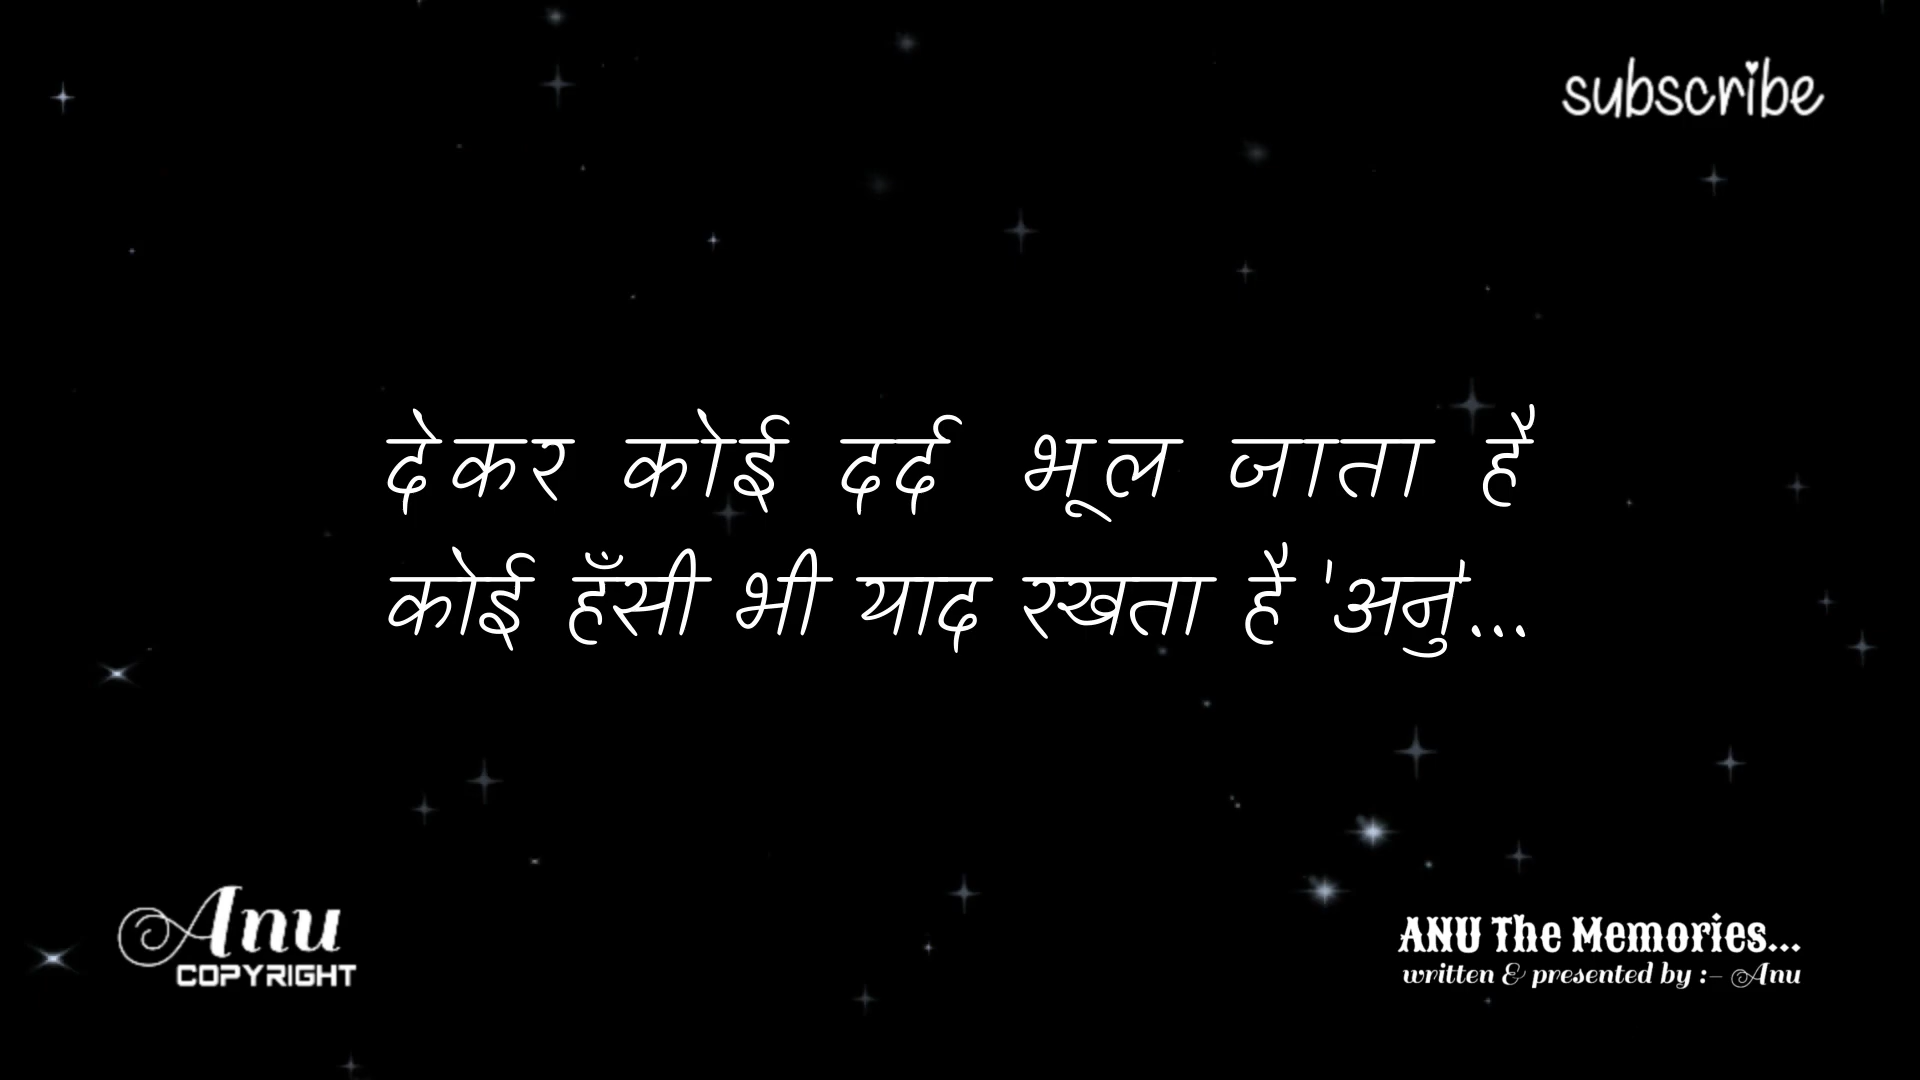 subscribe
देकर कोई दर्द भूल जाता है
कोई हँसी भी याद रखता है 'अनु'...
Anu
COPYRIGHT
ANU The Memories...
written & presented by :- Anu